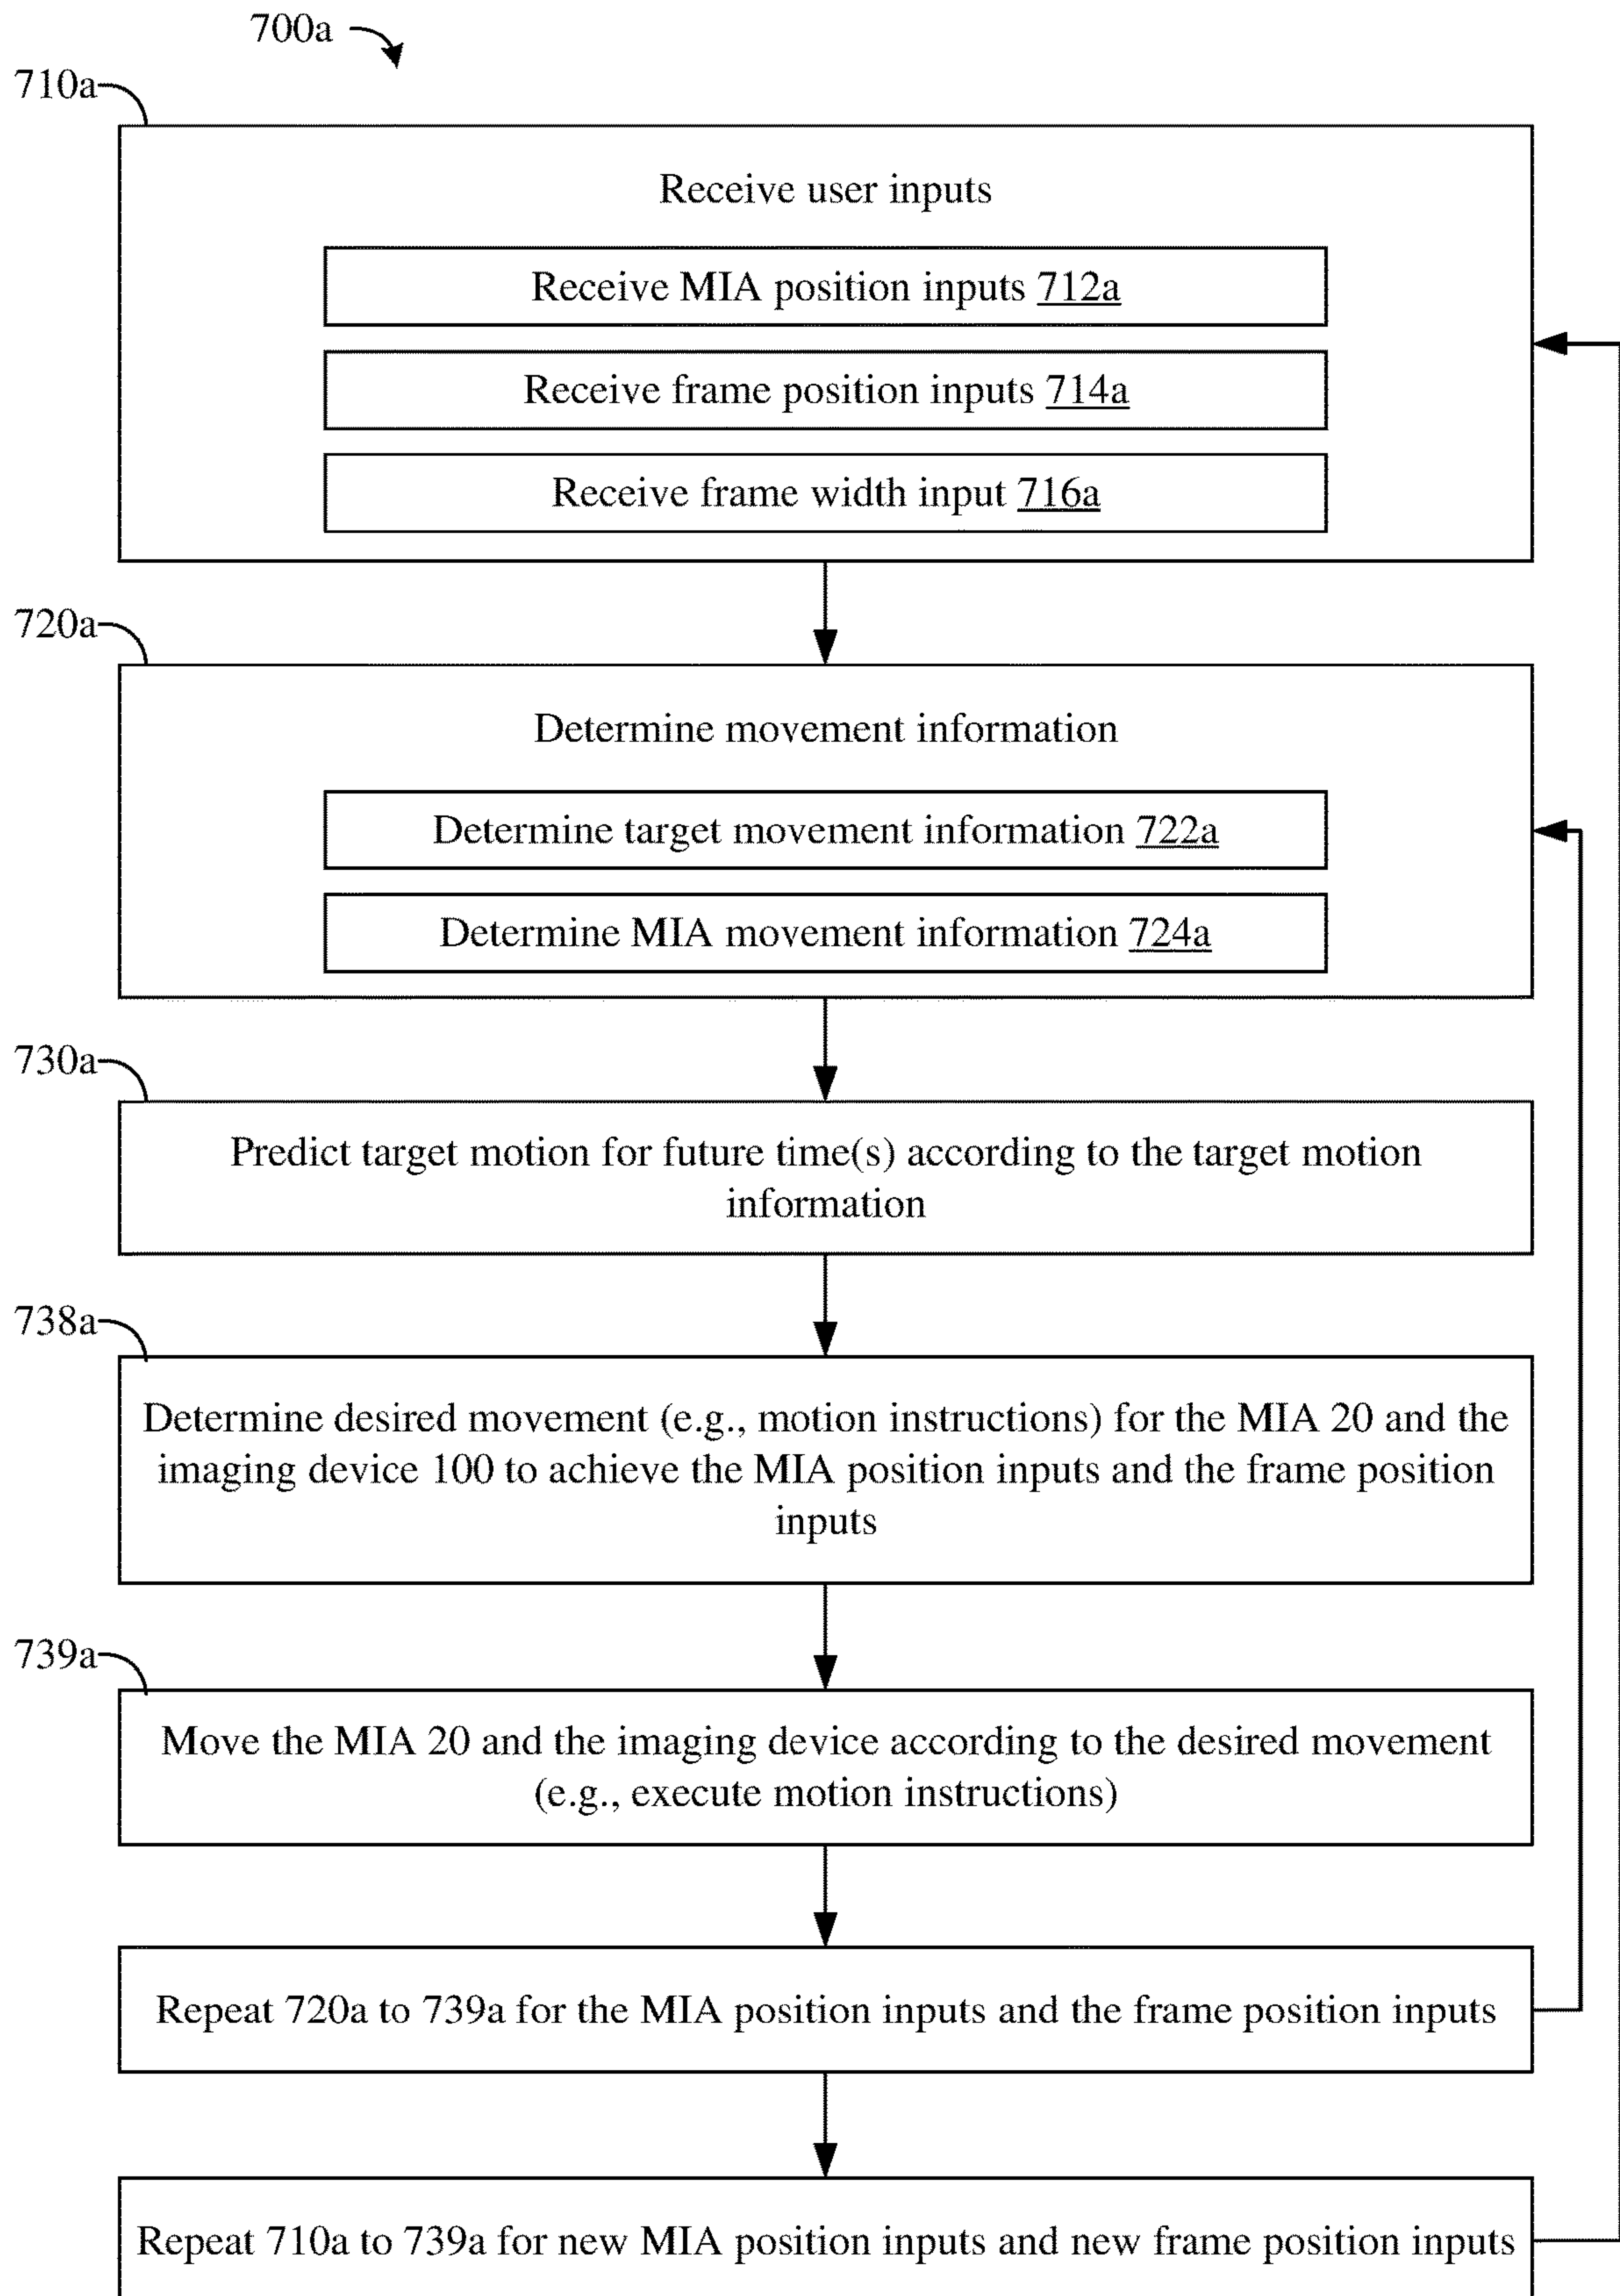 700a
710a
Receive user inputs
Receive MIA position inputs 712a
Receive frame position inputs 714a
Receive frame width input 716a
720a
Determine movement information
Determine target movement information 722a
Determine MIA movement information 724a
730a
Predict target motion for future time(s) according to the target motion
information
738a
Determine desired movement (e.g., motion instructions) for the MIA 20 and the
imaging device 100 to achieve the MIA position inputs and the frame position
inputs
739a
Move the MIA 20 and the imaging device according to the desired movement
(e.g., execute motion instructions)
Repeat 720a to 739a for the MIA position inputs and the frame position inputs
Repeat 710a to 739a for new MIA position inputs and new frame position inputs